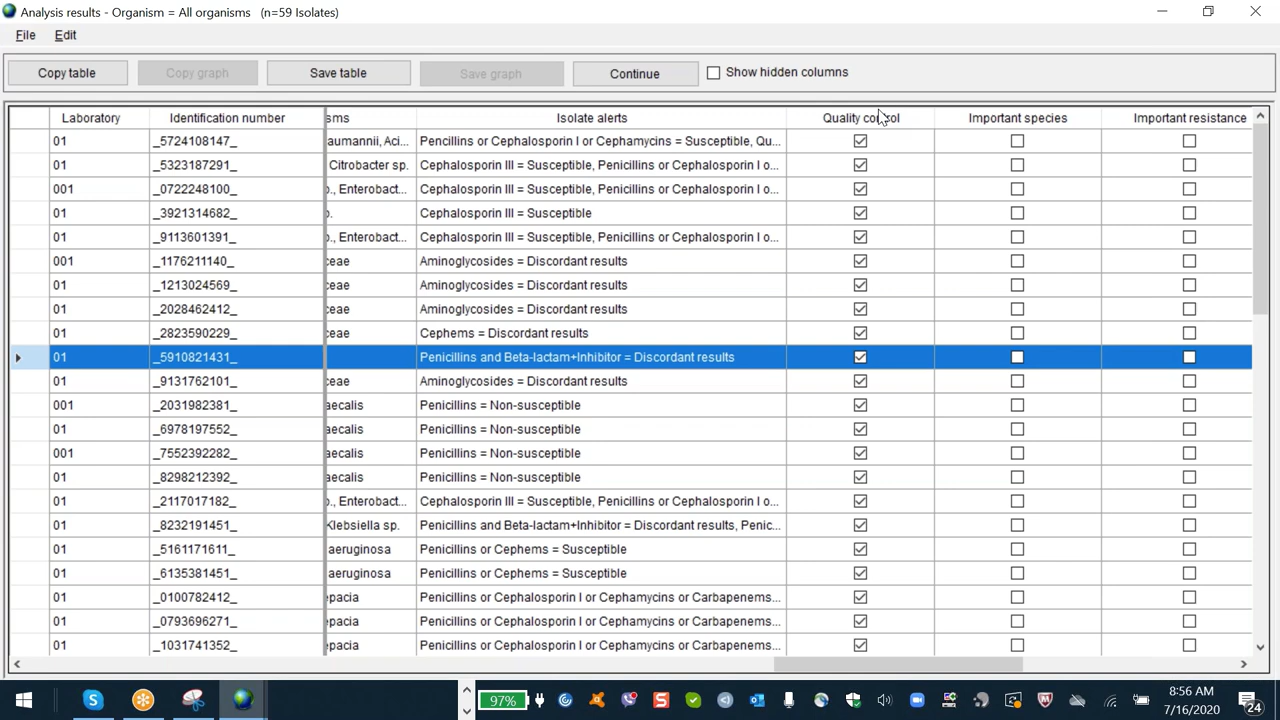 Analysis results - Organism = All organisms (n=59 Isolates)
File Edit
Copy table Copy graph Save table Save graph Continue Show hidden columns
Laboratory Identification number sms Isolate alerts Quality control Important species Important resistance
01 _5724108147_ aumannii, Aci... Pencillins or Cephalosporin I or Cephamycins = Susceptible, Qu...
01 _5323187291_ Citrobacter sp. Cephalosporin III = Susceptible, Penicillins or Cephalosporin I o...
001 _0722248100_ ., Enterobact... Cephalosporin III = Susceptible, Penicillins or Cephalosporin I o...
01 _3921314682_ . Cephalosporin III = Susceptible
01 _9113601391_ ., Enterobact... Cephalosporin III = Susceptible, Penicillins or Cephalosporin I o...
001 _1176211140_ ceae Aminoglycosides = Discordant results
01 _1213024569_ ceae Aminoglycosides = Discordant results
01 _2028462412_ ceae Aminoglycosides = Discordant results
01 _2823590229_ ceae Cephems = Discordant results
01 _5910821431_ Penicillins and Beta-lactam+Inhibitor = Discordant results
01 _9131762101_ ceae Aminoglycosides = Discordant results
001 _2031982381_ aecalis Penicillins = Non-susceptible
01 _6978197552_ aecalis Penicillins = Non-susceptible
001 _7552392282_ aecalis Penicillins = Non-susceptible
01 _8298212392_ aecalis Penicillins = Non-susceptible
01 _2117017182_ ., Enterobact... Cephalosporin III = Susceptible, Penicillins or Cephalosporin I o...
01 _8232191451_ Klebsiella sp. Penicillins and Beta-lactam+Inhibitor = Discordant results, Penic...
01 _5161171611_ aeruginosa Penicillins or Cephems = Susceptible
01 _6135381451_ aeruginosa Penicillins or Cephems = Susceptible
01 _0100782412_ epacia Penicillins or Cephalosporin I or Cephamycins or Carbapenems...
01 _0793696271_ epacia Penicillins or Cephalosporin I or Cephamycins or Carbapenems...
01 _1031741352_ epacia Penicillins or Cephalosporin I or Cephamycins or Carbapenems...
97%
8:56 AM
7/16/2020
24